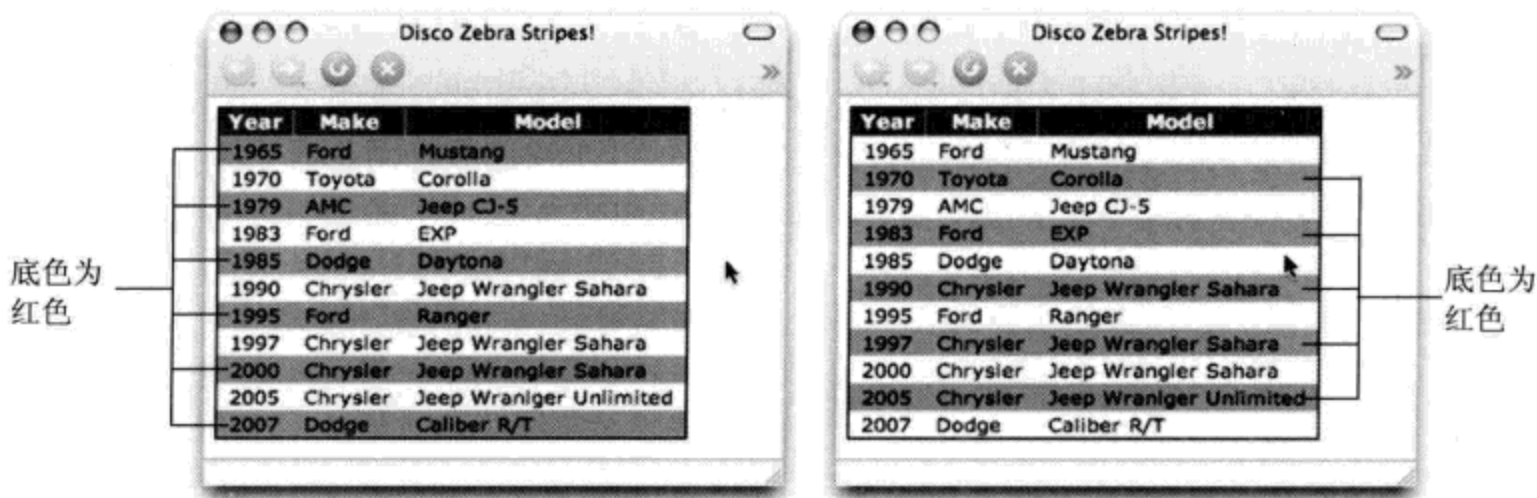 Disco Zebra Stripes!
Year Make Model
1965 Ford Mustang
1970 Toyota Corolla
1979 AMC Jeep CJ-5
1983 Ford EXP
1985 Dodge Daytona
1990 Chrysler Jeep Wrangler Sahara
1995 Ford Ranger
1997 Chrysler Jeep Wrangler Sahara
2000 Chrysler Jeep Wrangler Sahara
2005 Chrysler Jeep Wranlger Unlimited
2007 Dodge Caliber R/T
底色为
红色
Disco Zebra Stripes!
Year Make Model
1965 Ford Mustang
1970 Toyota Corolla
1979 AMC Jeep CJ-5
1983 Ford EXP
1985 Dodge Daytona
1990 Chrysler Jeep Wrangler Sahara
1995 Ford Ranger
1997 Chrysler Jeep Wrangler Sahara
2000 Chrysler Jeep Wrangler Sahara
2005 Chrysler Jeep Wranlger Unlimited
2007 Dodge Caliber R/T
底色为
红色